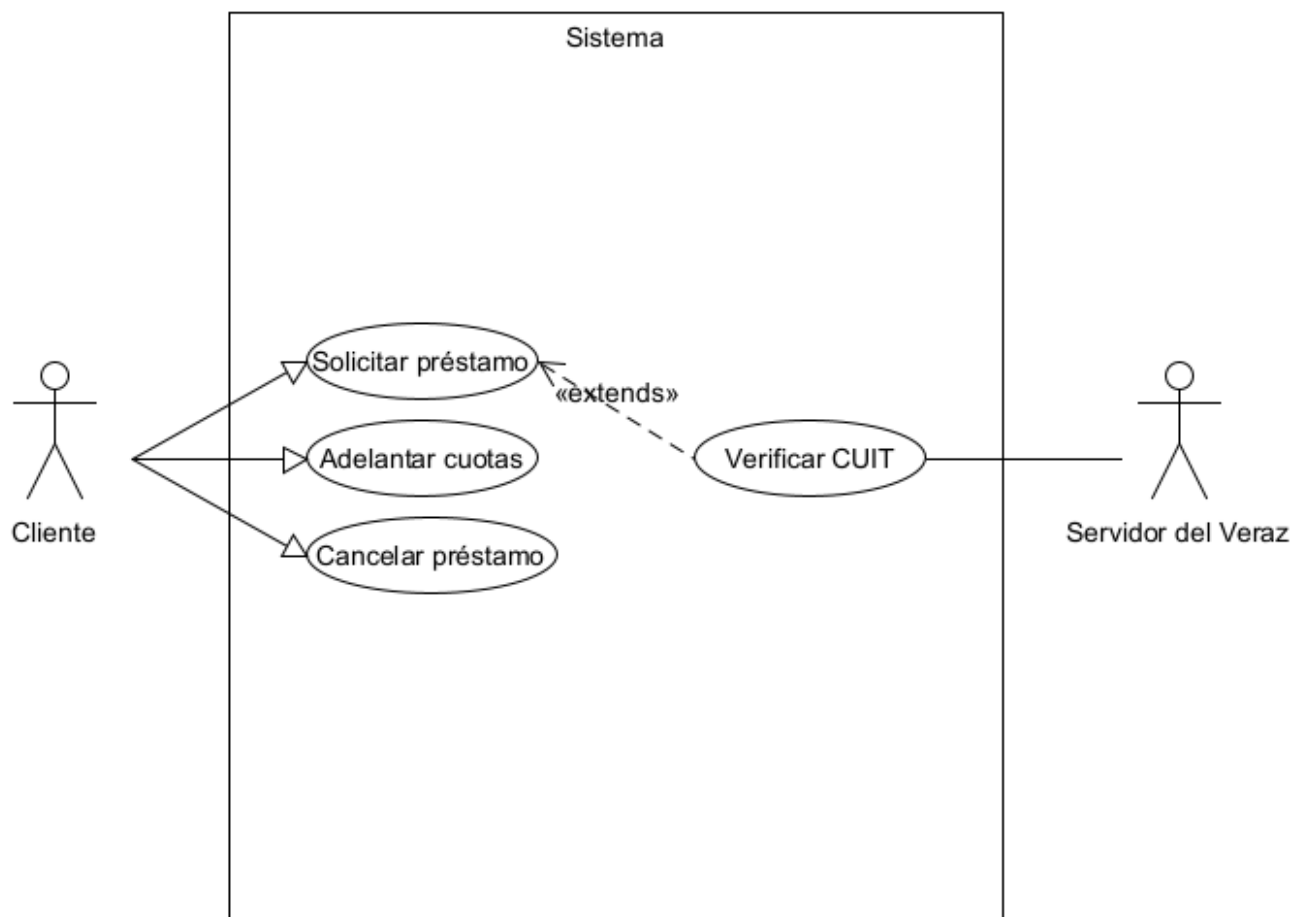 Sistema
Solicitar préstamo
«extends»
Adelantar cuotas
Verificar CUIT
Cliente
Servidor del Veraz
Cancelar préstamo